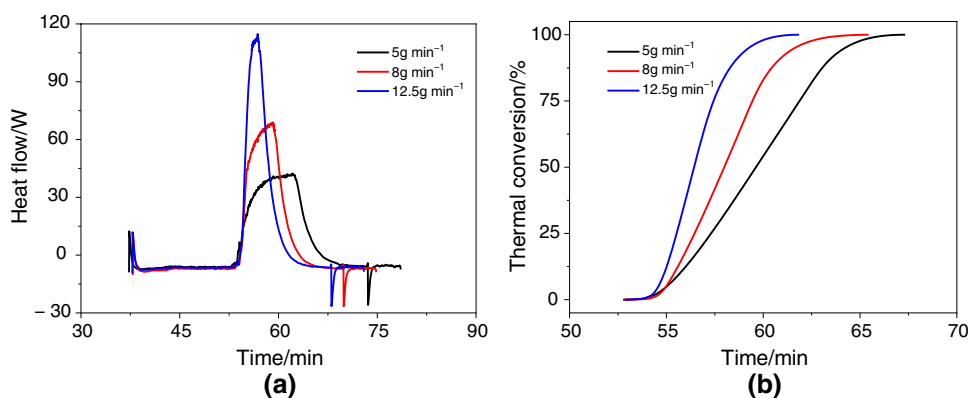 120
90
60
30
0
– 30
30
45
60
75
90
Heat flow/W
Time/min
5g min⁻¹
8g min⁻¹
12.5g min⁻¹
(a)
100
75
50
25
0
50
55
60
65
70
Thermal conversion/%
Time/min
5g min⁻¹
8g min⁻¹
12.5g min⁻¹
(b)